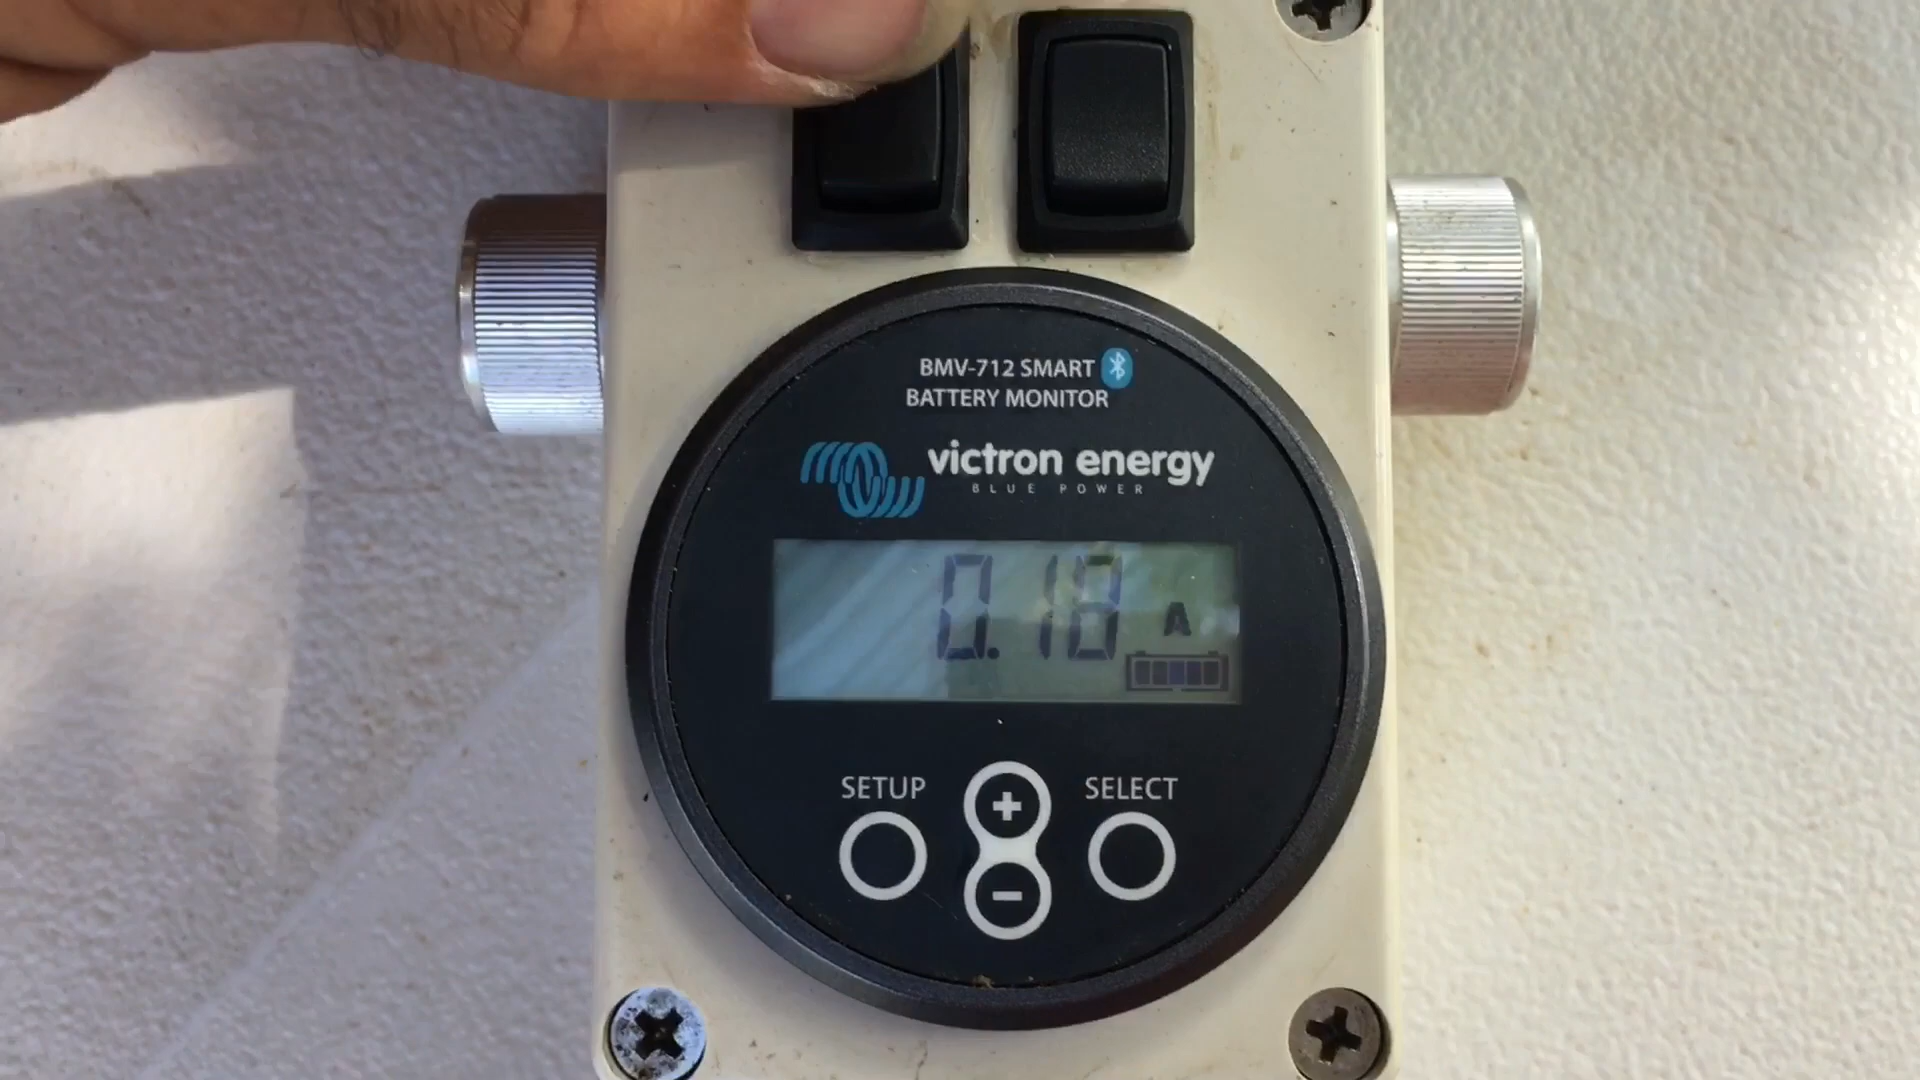 BMV-712 SMART
BATTERY MONITOR
victron energy
BLUE POWER
0.18 A
SETUP
+
SELECT
-